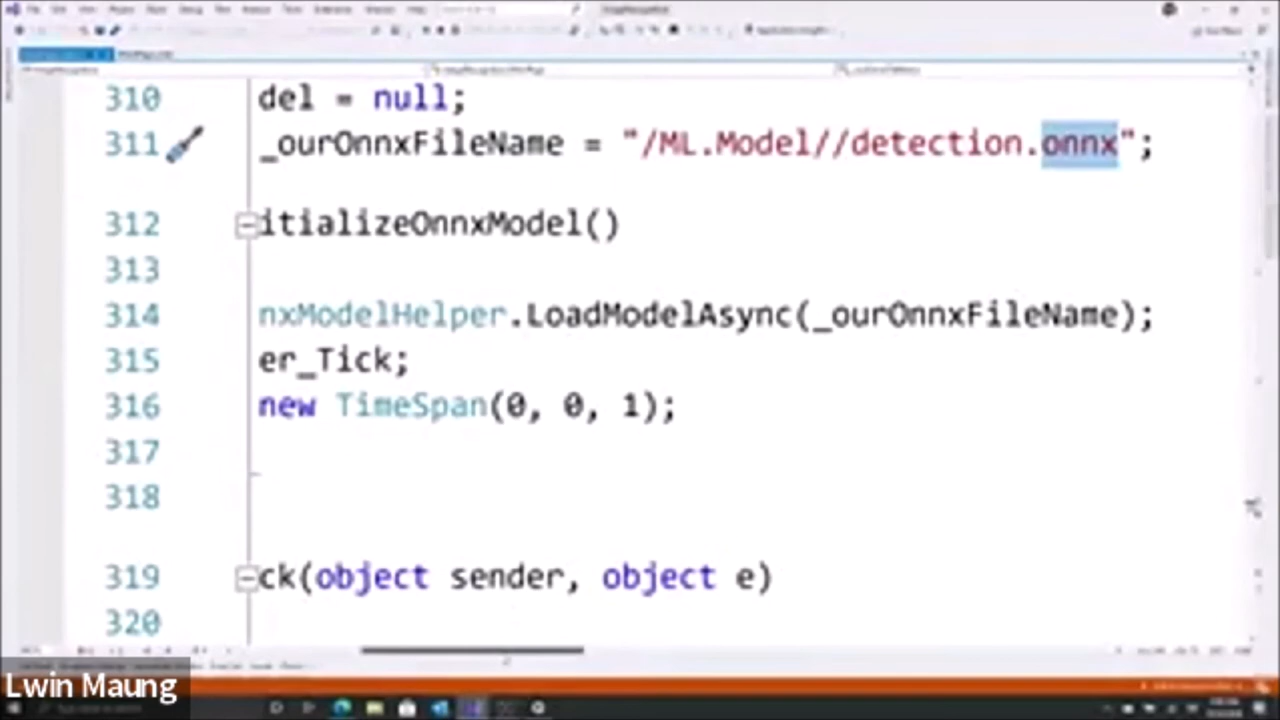 310 del = null;
311 _ourOnnxFileName = "/ML.Model//detection.onnx";
312 itializeOnnxModel()
313
314 nxModelHelper.LoadModelAsync(_ourOnnxFileName);
315 er_Tick;
316 new TimeSpan(0, 0, 1);
317
318
319 ck(object sender, object e)
320
Lwin Maung